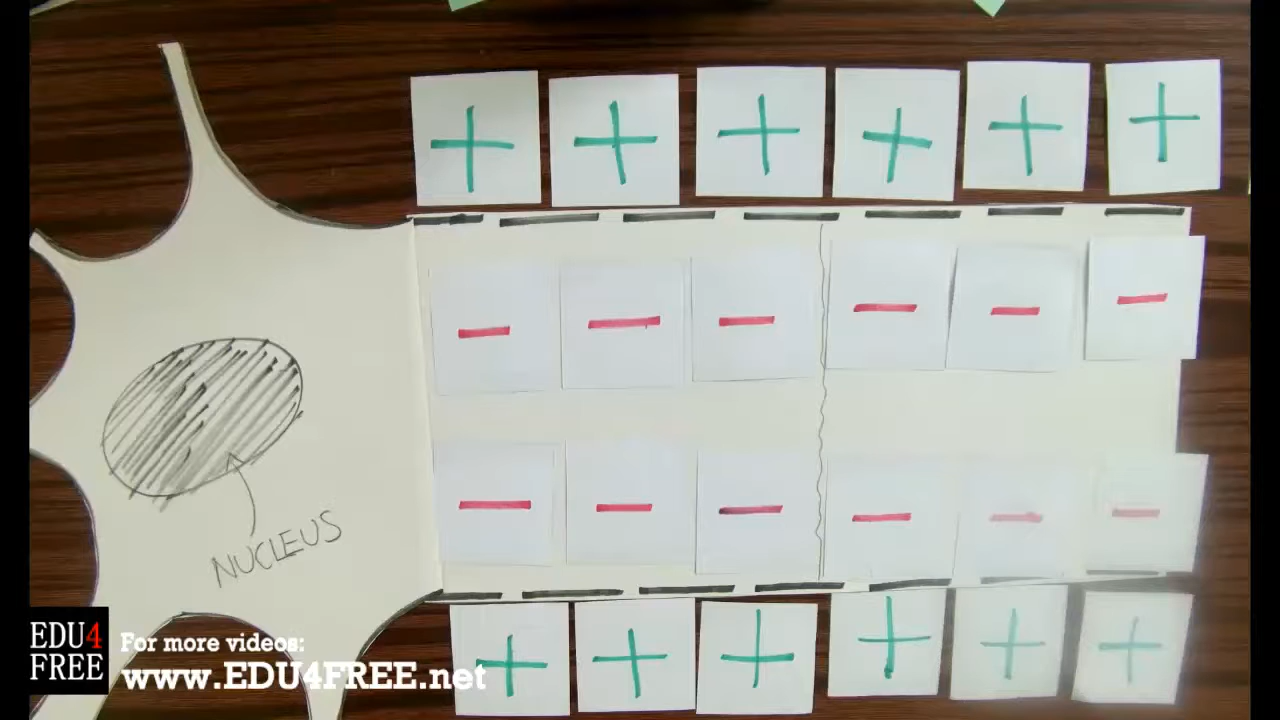 + + + + + +
- - - - - -
NUCLEUS
- - - - - -
+ + + + + +
EDU4
FREE
For more videos:
www.EDU4FREE.net